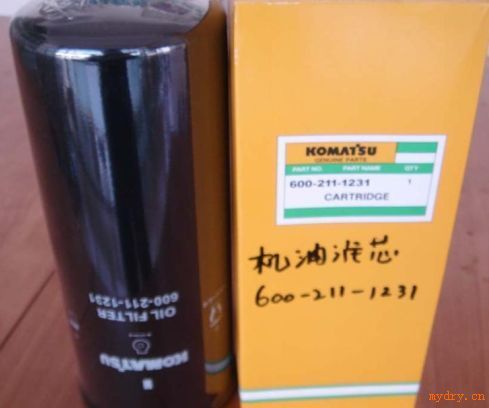 KOMATSU
GENUINE PARTS
PART NO. PART NAME QTY
600-211-1231 1
CARTRIDGE
机油滤芯
600-211-1231
KOMATSU
OIL FILTER
600-211-1231
mydry.cn